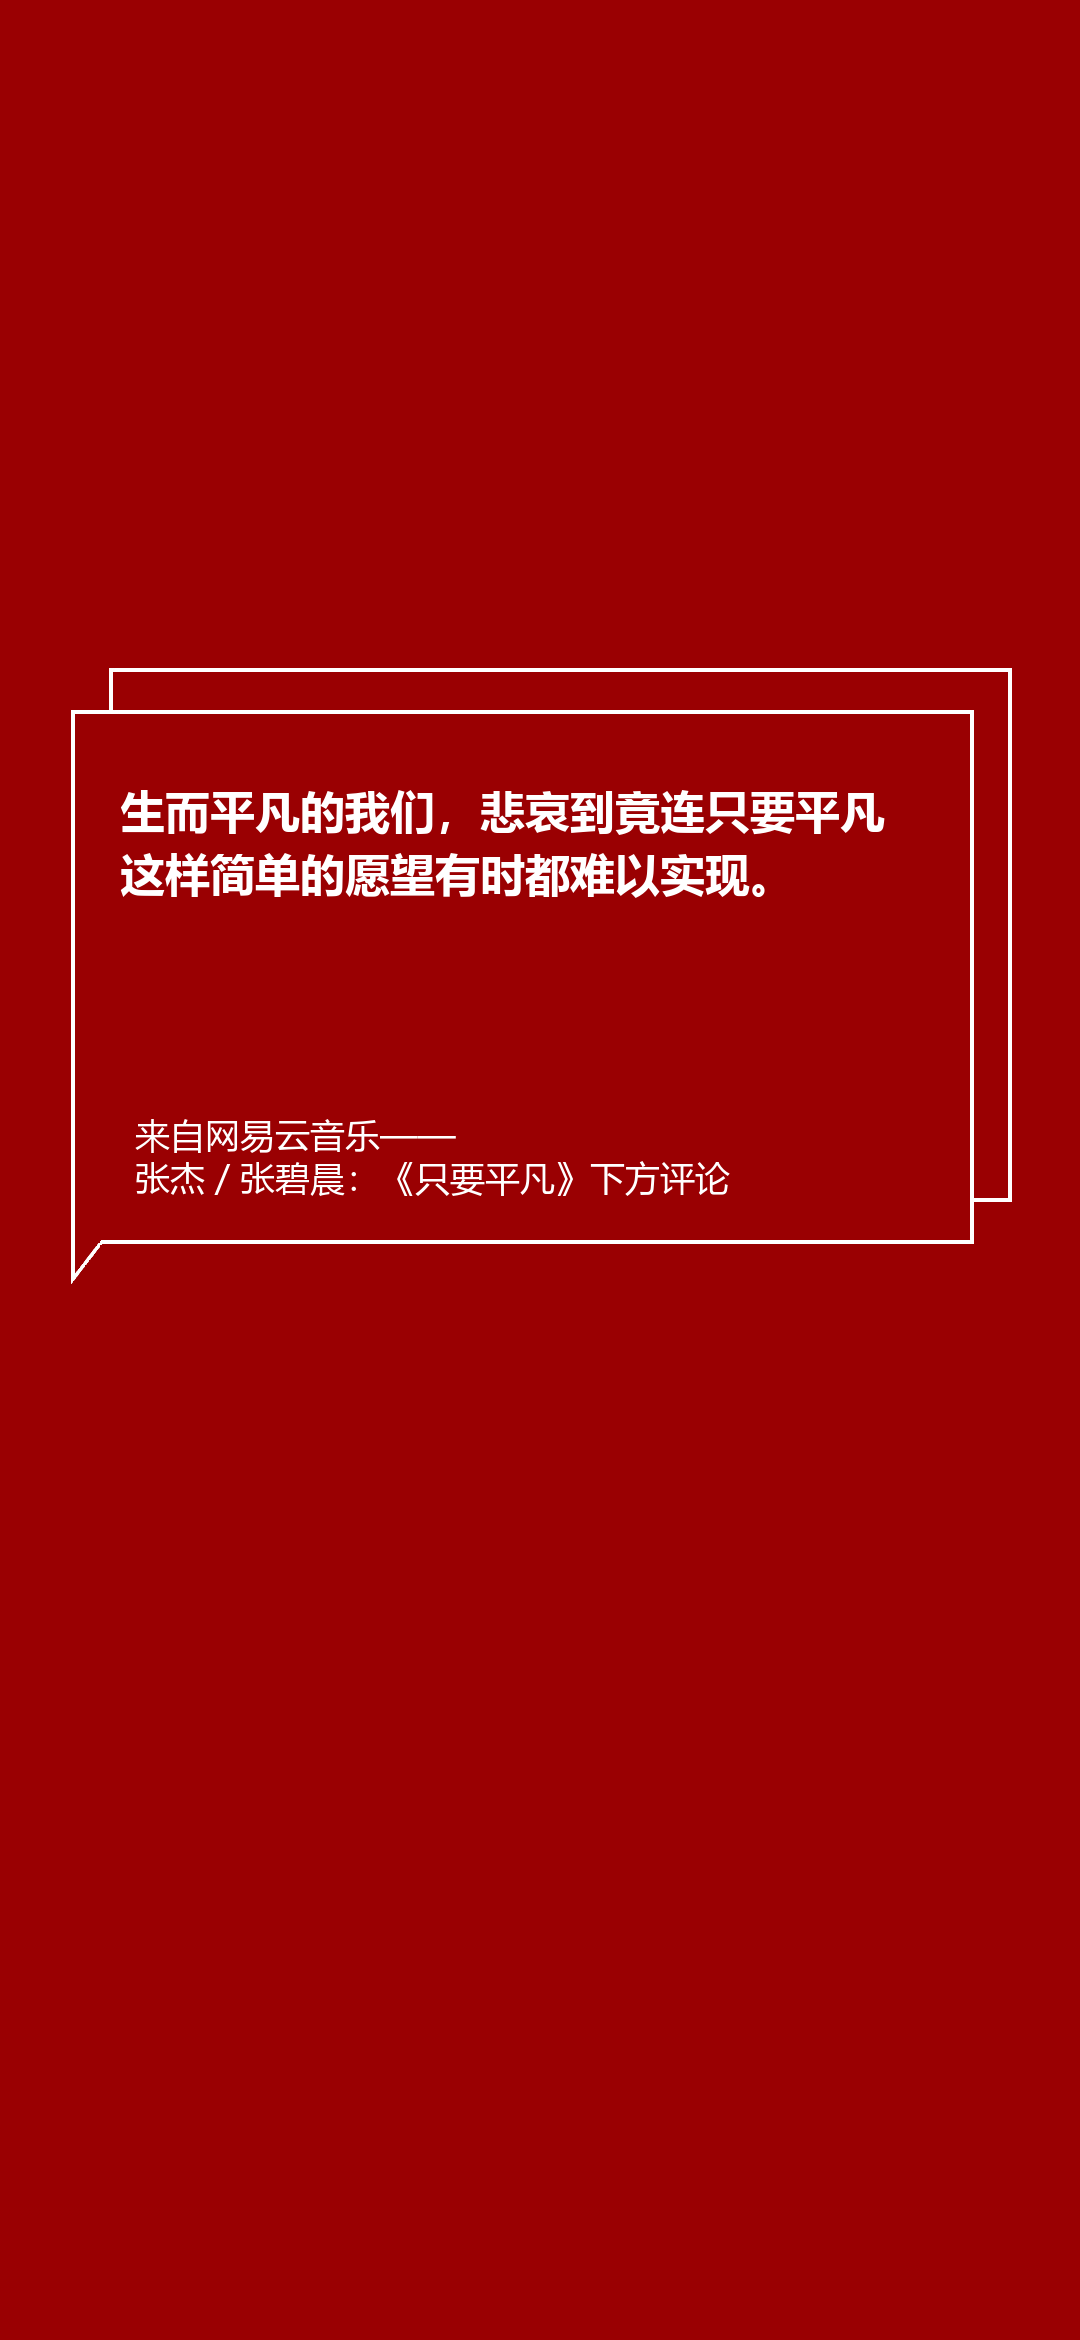 生而平凡的我们，悲哀到竟连只要平凡
这样简单的愿望有时都难以实现。
来自网易云音乐——
张杰 / 张碧晨：《只要平凡》下方评论